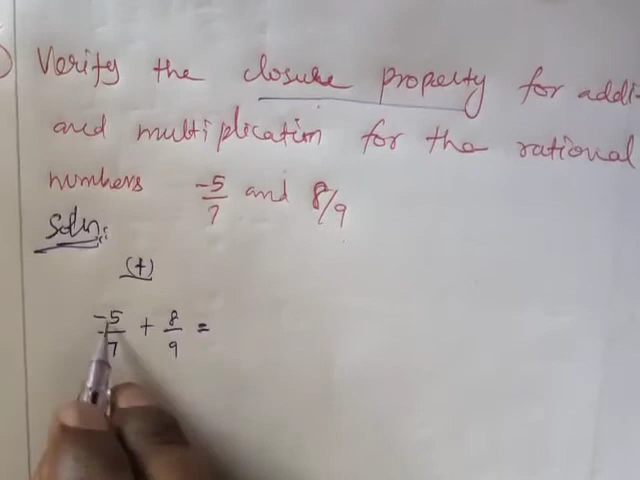 Verify the closure property for addi-
and multiplication for the rational
numbers -5/7 and 8/9
Soln:
(+)
-5/7 + 8/9 =